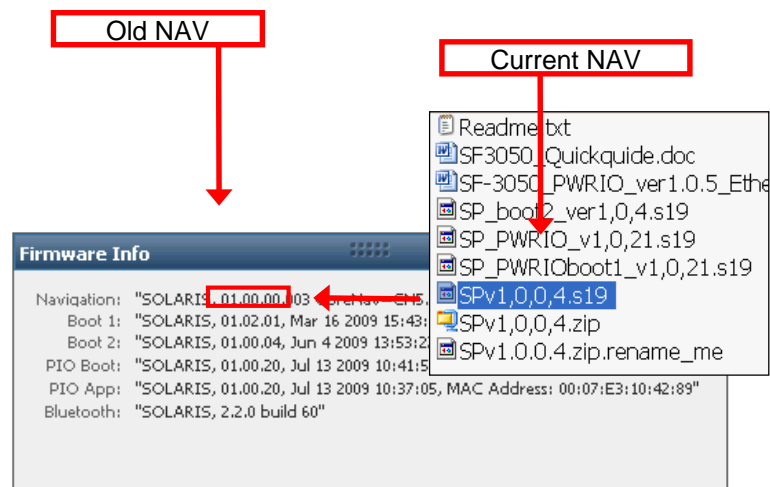 Old NAV
Current NAV
Readme.txt
SF3050_Quickquide.doc
SF-3050_PWRIO_ver1.0.5_Ethe
SP_boot2_ver1,0,4.s19
SP_PWRIO_v1,0,21.s19
SP_PWRIOboot1_v1,0,21.s19
SPv1,0,0,4.s19
SPv1,0,0,4.zip
SPv1.0.0.4.zip.rename_me
Firmware Info
Navigation: "SOLARIS, 01.00.00.003
Boot 1: "SOLARIS, 01.02.01, Mar 16 2009 15:43:
Boot 2: "SOLARIS, 01.00.04, Jun 4 2009 13:53:2
PIO Boot: "SOLARIS, 01.00.20, Jul 13 2009 10:41:5
PIO App: "SOLARIS, 01.00.20, Jul 13 2009 10:37:05, MAC Address: 00:07:E3:10:42:89"
Bluetooth: "SOLARIS, 2.2.0 build 60"